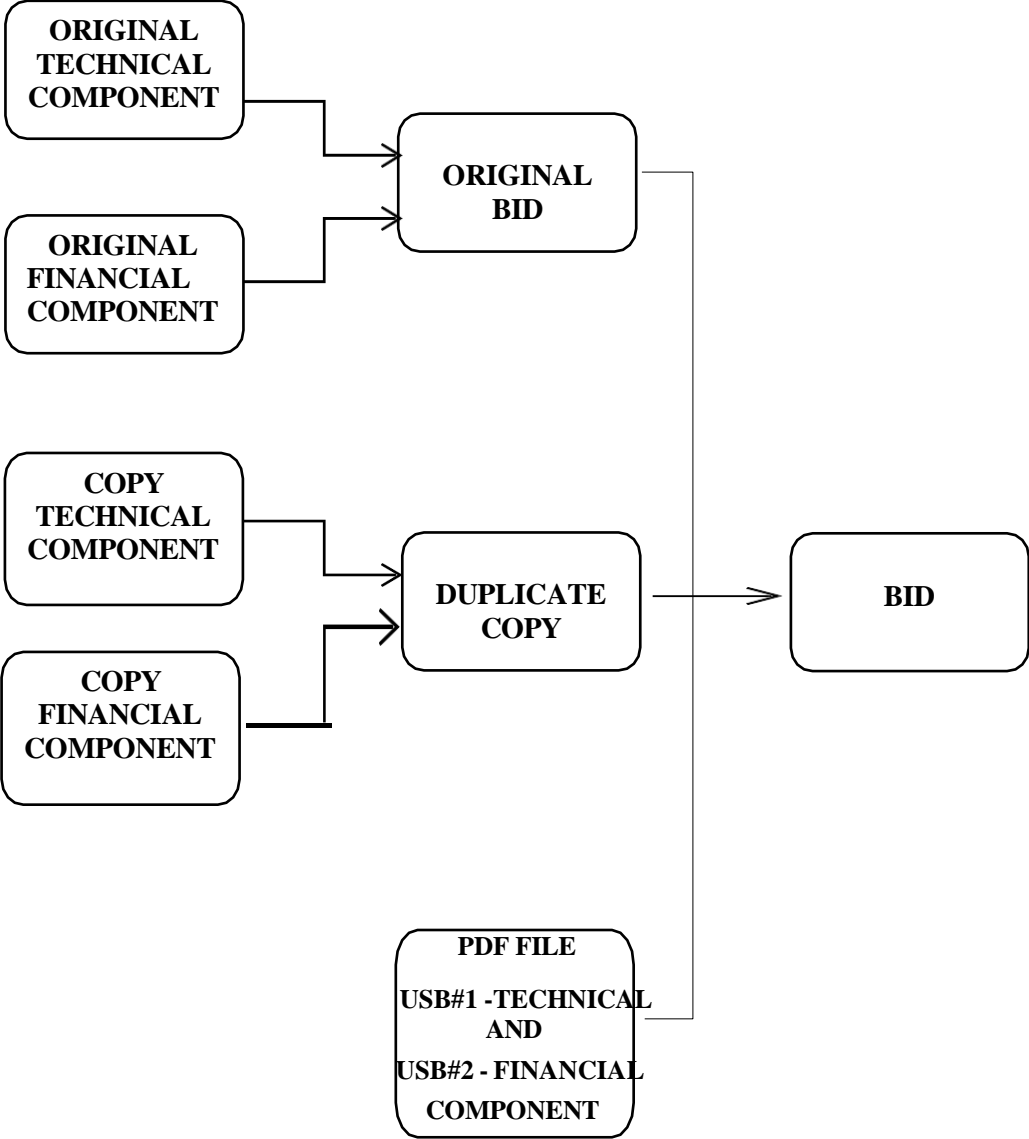 ORIGINAL
TECHNICAL
COMPONENT
ORIGINAL
FINANCIAL
COMPONENT
ORIGINAL
BID
COPY
TECHNICAL
COMPONENT
COPY
FINANCIAL
COMPONENT
DUPLICATE
COPY
BID
PDF FILE
USB#1 -TECHNICAL
AND
USB#2 - FINANCIAL
COMPONENT